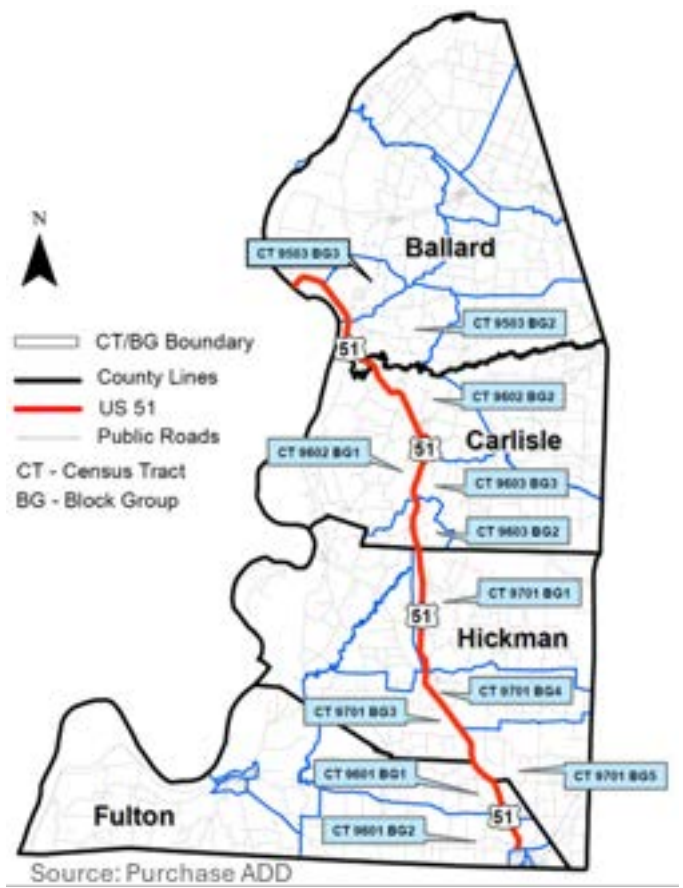 N
CT 9503 BG3
Ballard
CT 9503 BG2
51
CT/BG Boundary
County Lines
US 51
Public Roads
CT - Census Tract
BG - Block Group
CT 9602 BG2
Carlisle
51
CT 9602 BG1
CT 9603 BG3
CT 9603 BG2
CT 9701 BG1
51
Hickman
CT 9701 BG4
CT 9701 BG3
CT 9601 BG1
CT 9701 BG5
Fulton
51
CT 9601 BG2
Source: Purchase ADD